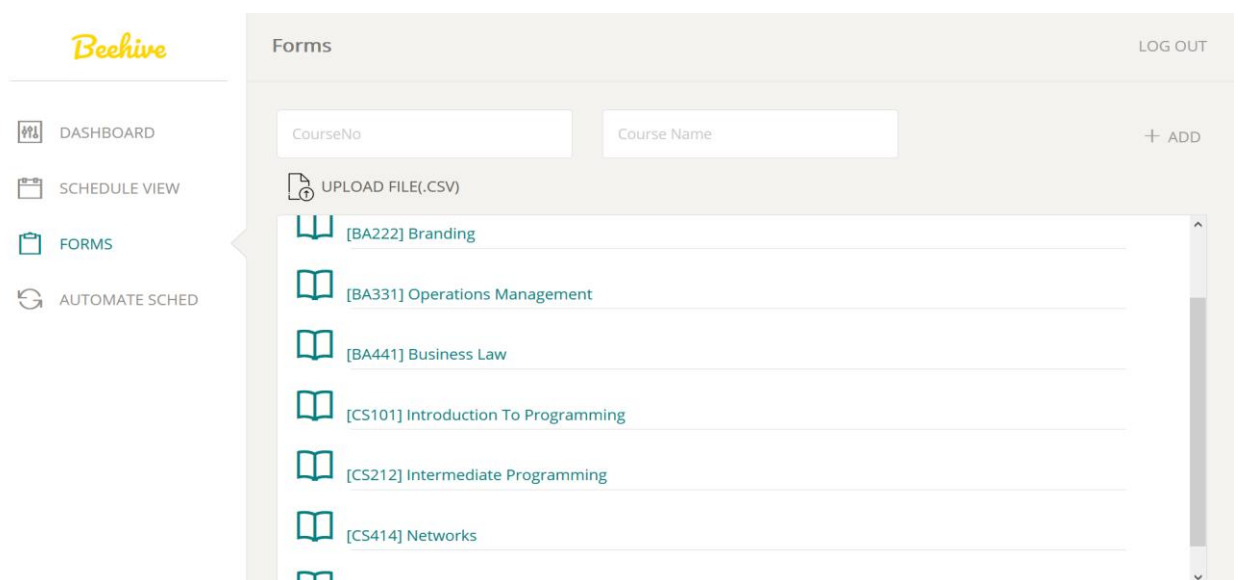 Beehive
Forms
LOG OUT
DASHBOARD
SCHEDULE VIEW
FORMS
AUTOMATE SCHED
CourseNo
Course Name
+ ADD
UPLOAD FILE(.CSV)
[BA222] Branding
[BA331] Operations Management
[BA441] Business Law
[CS101] Introduction To Programming
[CS212] Intermediate Programming
[CS414] Networks